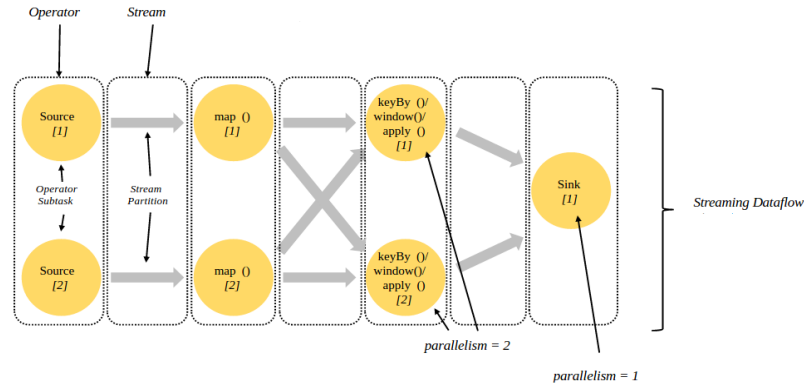 Operator
Stream
Source
[1]
map ()
[1]
keyBy ()/
window()/
apply ()
[1]
Sink
[1]
Operator
Subtask
Stream
Partition
Streaming Dataflow
Source
[2]
map ()
[2]
keyBy ()/
window()/
apply ()
[2]
parallelism = 2
parallelism = 1